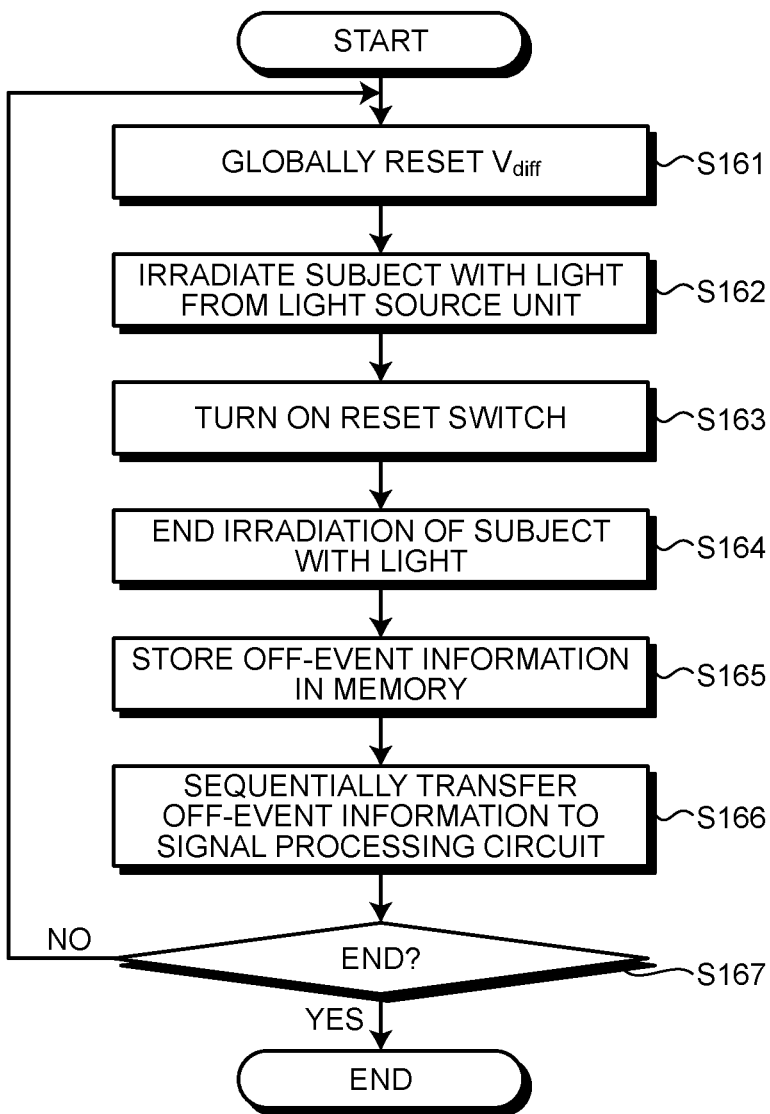 START
GLOBALLY RESET Vdiff
S161
IRRADIATE SUBJECT WITH LIGHT
FROM LIGHT SOURCE UNIT
S162
TURN ON RESET SWITCH
S163
END IRRADIATION OF SUBJECT
WITH LIGHT
S164
STORE OFF-EVENT INFORMATION
IN MEMORY
S165
SEQUENTIALLY TRANSFER
OFF-EVENT INFORMATION TO
SIGNAL PROCESSING CIRCUIT
S166
NO
END?
S167
YES
END